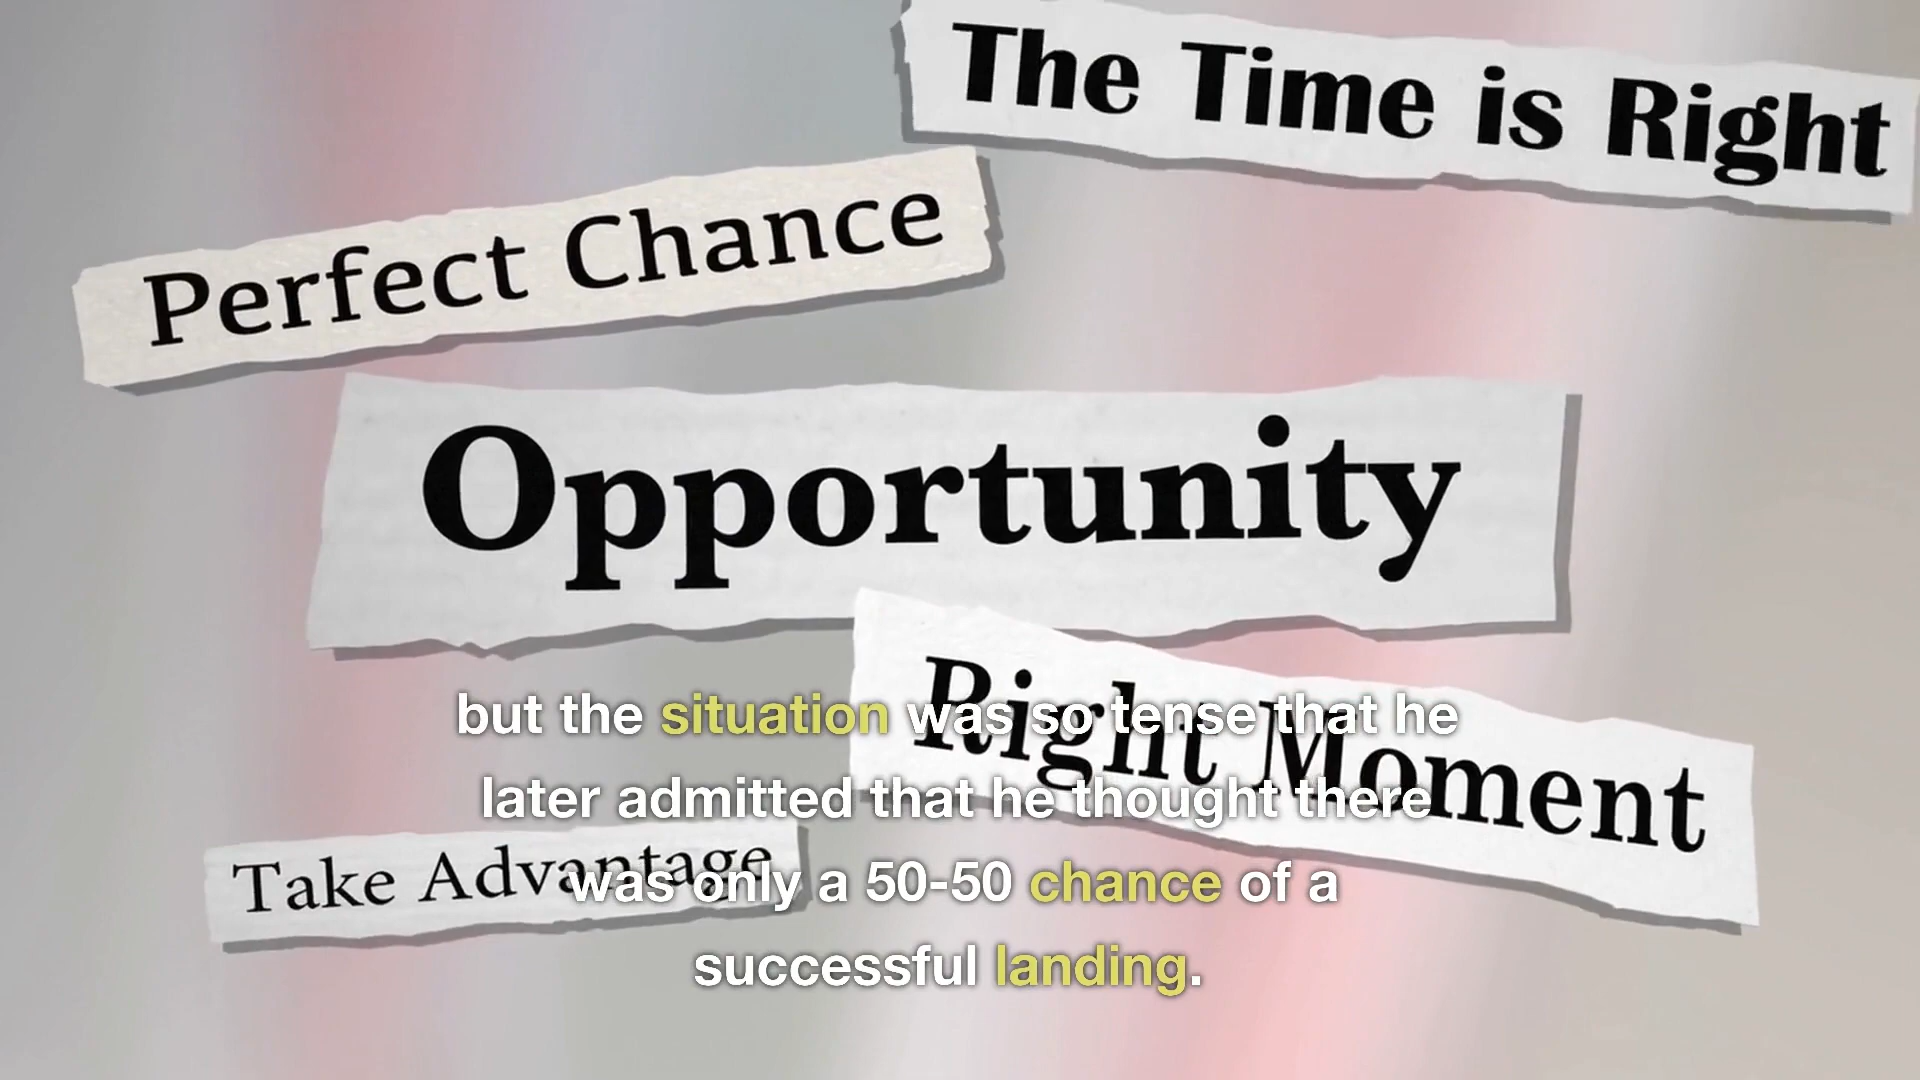 The Time is Right
Perfect Chance
Opportunity
Right Moment
Take Advantage
but the situation was so tense that he
later admitted that he thought there
was only a 50-50 chance of a
successful landing.